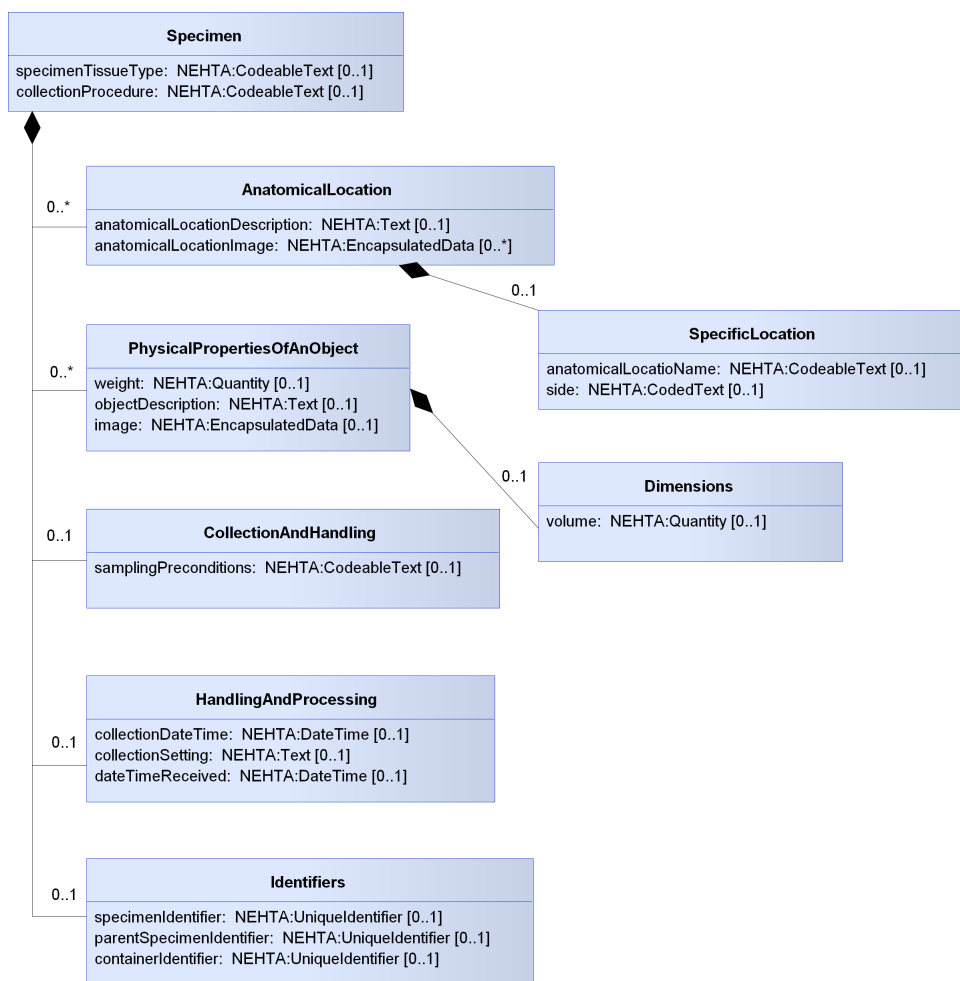 Specimen
specimenTissueType: NEHTA:CodeableText [0..1]
collectionProcedure: NEHTA:CodeableText [0..1]
0..*
AnatomicalLocation
anatomicalLocationDescription: NEHTA:Text [0..1]
anatomicalLocationImage: NEHTA:EncapsulatedData [0..*]
0..1
SpecificLocation
anatomicalLocatioName: NEHTA:CodeableText [0..1]
side: NEHTA:CodedText [0..1]
0..*
PhysicalPropertiesOfAnObject
weight: NEHTA:Quantity [0..1]
objectDescription: NEHTA:Text [0..1]
image: NEHTA:EncapsulatedData [0..1]
0..1
Dimensions
volume: NEHTA:Quantity [0..1]
0..1
CollectionAndHandling
samplingPreconditions: NEHTA:CodeableText [0..1]
0..1
HandlingAndProcessing
collectionDateTime: NEHTA:DateTime [0..1]
collectionSetting: NEHTA:Text [0..1]
dateTimeReceived: NEHTA:DateTime [0..1]
0..1
Identifiers
specimenIdentifier: NEHTA:UniqueIdentifier [0..1]
parentSpecimenIdentifier: NEHTA:UniqueIdentifier [0..1]
containerIdentifier: NEHTA:UniqueIdentifier [0..1]